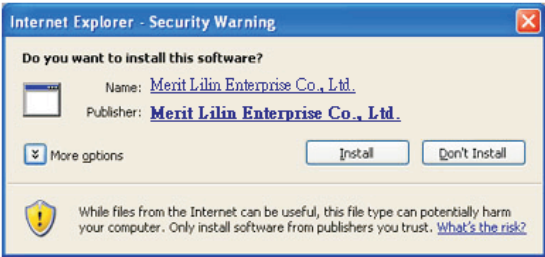 Internet Explorer - Security Warning
Do you want to install this software?
Name: Merit Lilin Enterprise Co., Ltd.
Publisher: Merit Lilin Enterprise Co., Ltd.
More options
Install
Don't Install
While files from the Internet can be useful, this file type can potentially harm
your computer. Only install software from publishers you trust. What's the risk?